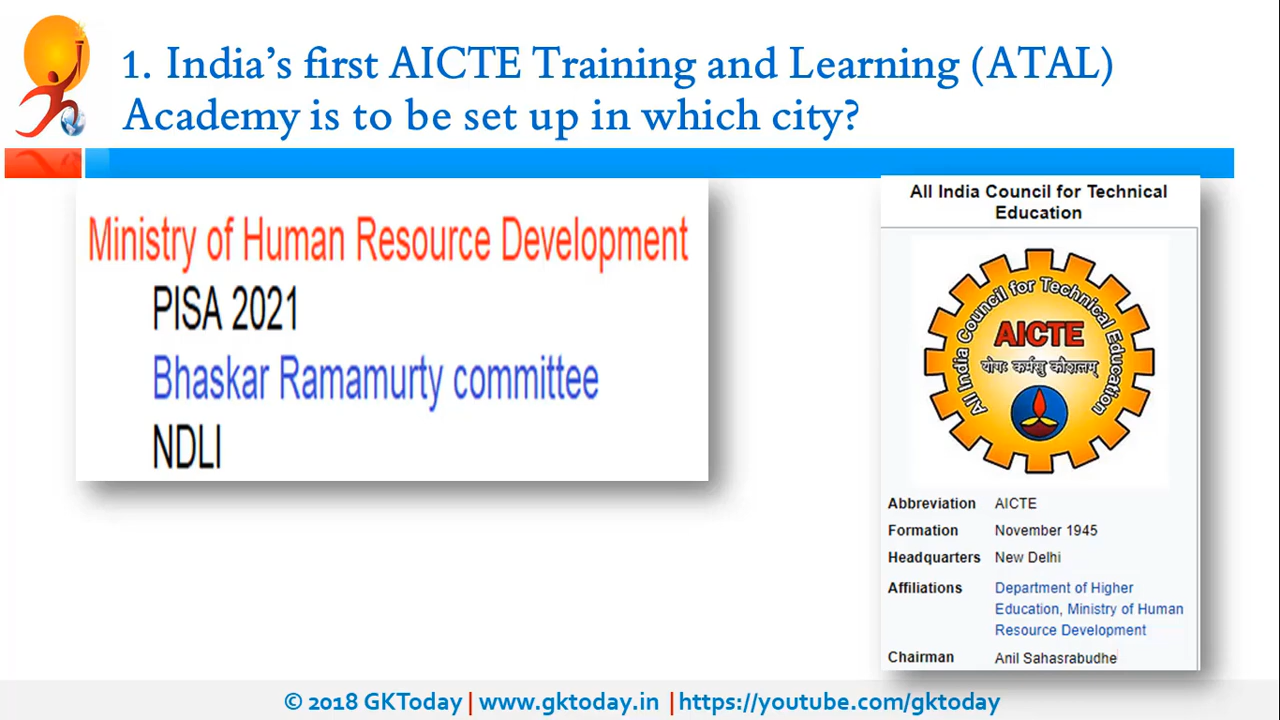 1. India’s first AICTE Training and Learning (ATAL)
Academy is to be set up in which city?
Ministry of Human Resource Development
PISA 2021
Bhaskar Ramamurty committee
NDLI
All India Council for Technical
Education
All India Council for Technical Education
AICTE
योगः कर्मसु कौशलम्
Abbreviation AICTE
Formation November 1945
Headquarters New Delhi
Affiliations Department of Higher
Education, Ministry of Human
Resource Development
Chairman Anil Sahasrabudhe
© 2018 GKToday | www.gktoday.in | https://youtube.com/gktoday